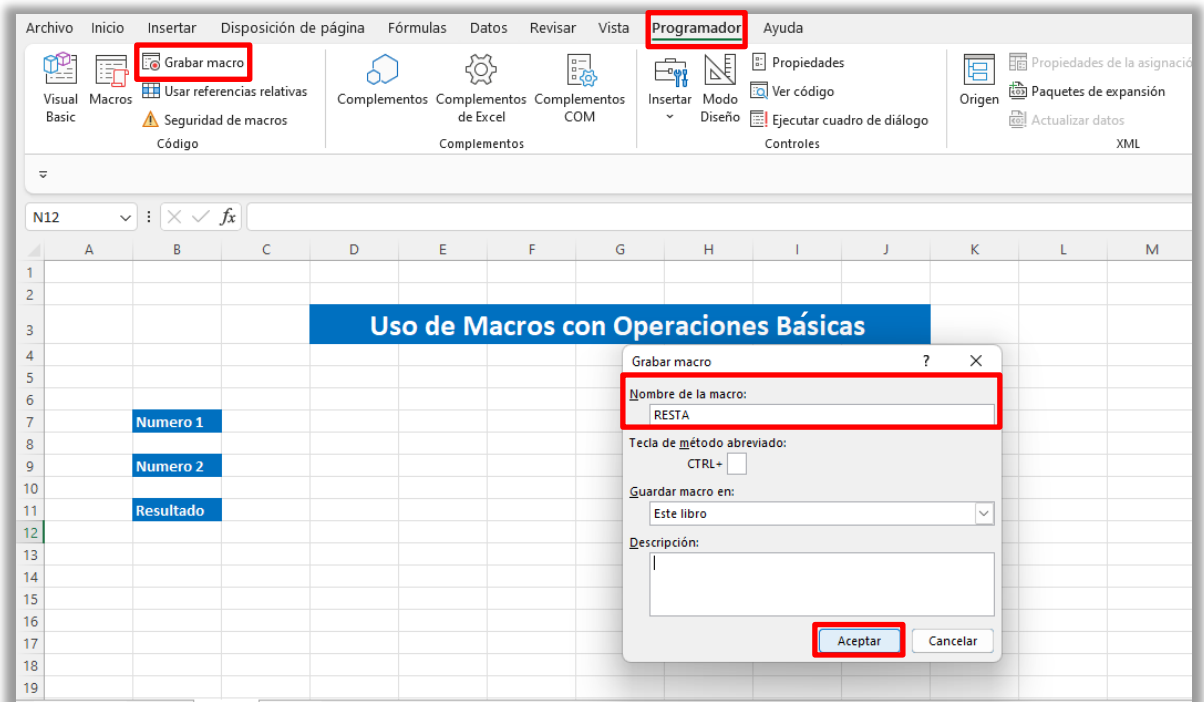 Archivo Inicio Insertar Disposición de página Fórmulas Datos Revisar Vista Programador Ayuda
Visual Basic
Macros
Grabar macro
Usar referencias relativas
Seguridad de macros
Código
Complementos
Complementos de Excel
Complementos COM
Complementos
Insertar
Modo Diseño
Propiedades
Ver código
Ejecutar cuadro de diálogo
Controles
Origen
Propiedades de la asignació
Paquetes de expansión
Actualizar datos
XML
N12 fx
A B C D E F G H I J K L M
1
2
3 Uso de Macros con Operaciones Básicas
4
5
6
7 Numero 1
8
9 Numero 2
10
11 Resultado
12
13
14
15
16
17
18
19
Grabar macro ? X
Nombre de la macro:
RESTA
Tecla de método abreviado:
CTRL+
Guardar macro en:
Este libro
Descripción:
Aceptar Cancelar